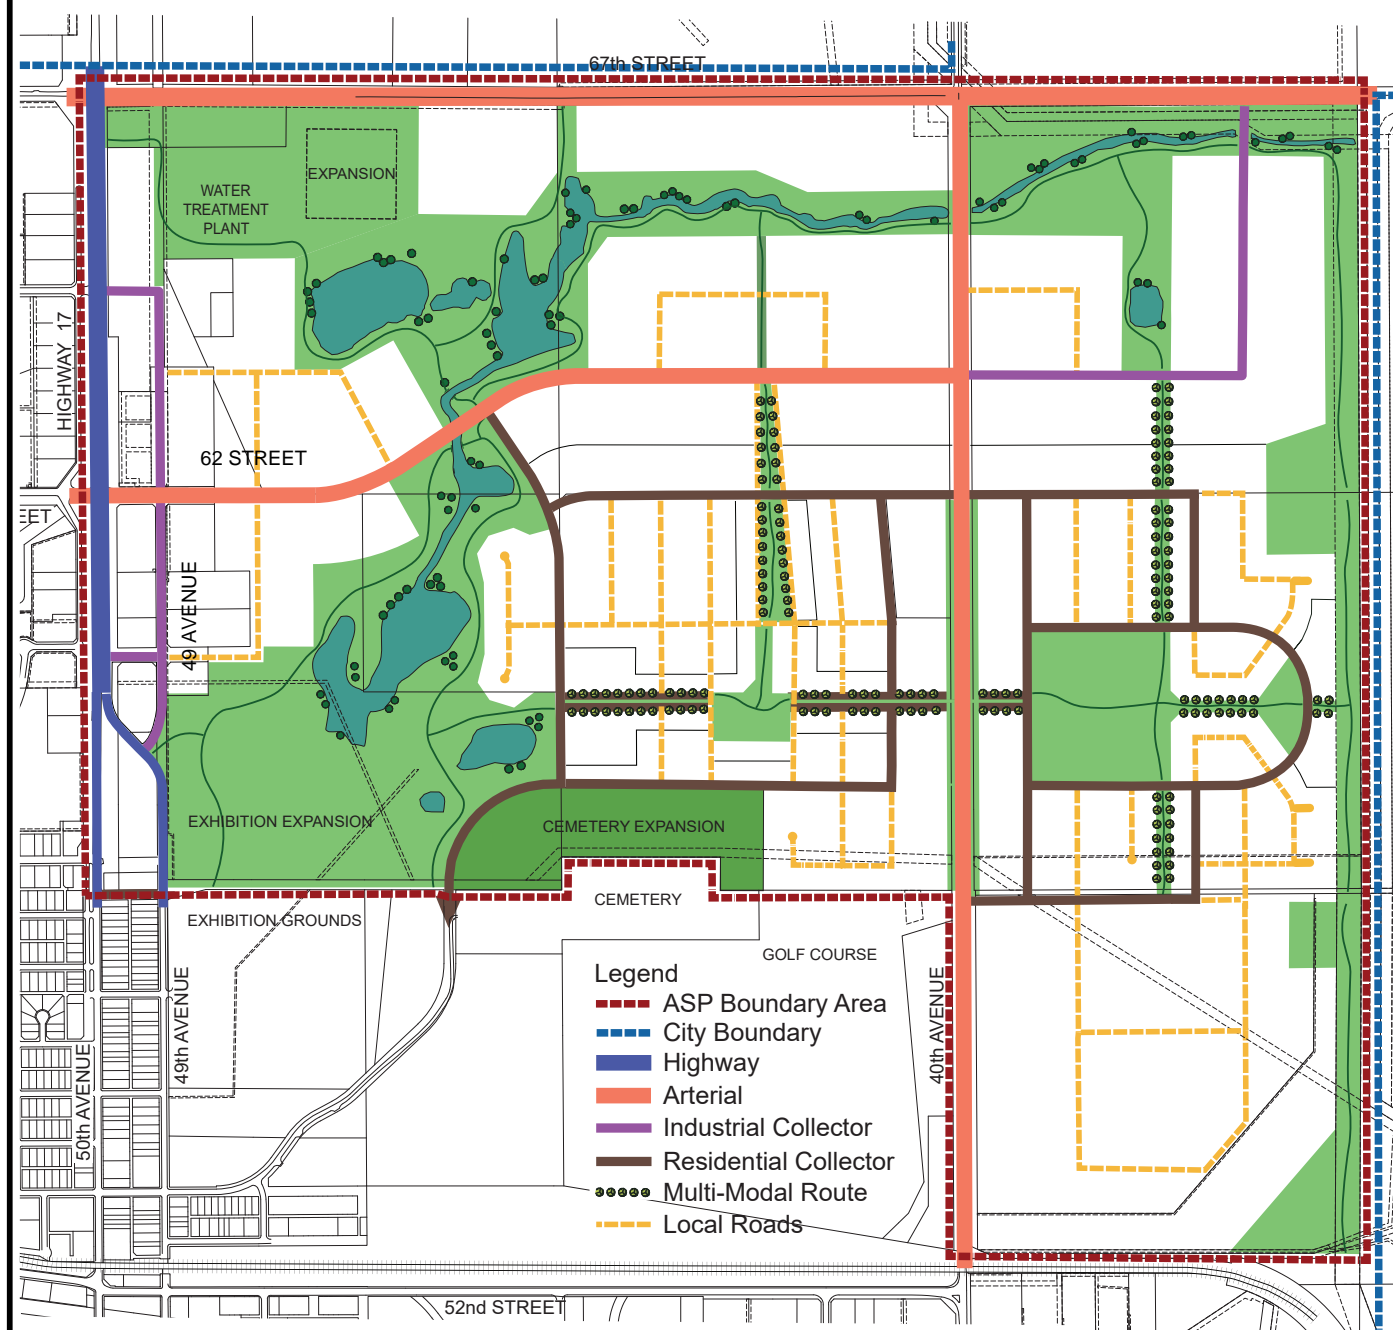 67th STREET
EXPANSION
WATER
TREATMENT
PLANT
HIGHWAY 17
62 STREET
EET
49 AVENUE
EXHIBITION EXPANSION
CEMETERY EXPANSION
CEMETERY
EXHIBITION GROUNDS
GOLF COURSE
49th AVENUE
50th AVENUE
40th AVENUE
Legend
ASP Boundary Area
City Boundary
Highway
Arterial
Industrial Collector
Residential Collector
Multi-Modal Route
Local Roads
52nd STREET